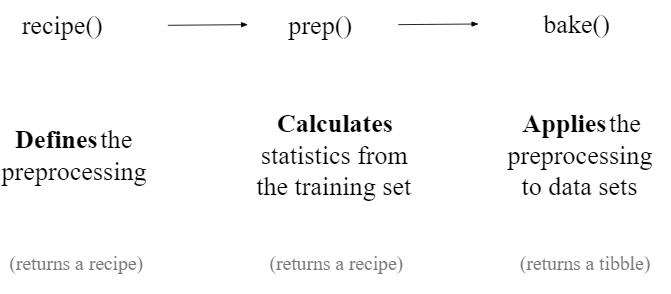 recipe()
prep()
bake()
Defines the
preprocessing
Calculates
statistics from
the training set
Applies the
preprocessing
to data sets
(returns a recipe)
(returns a recipe)
(returns a tibble)